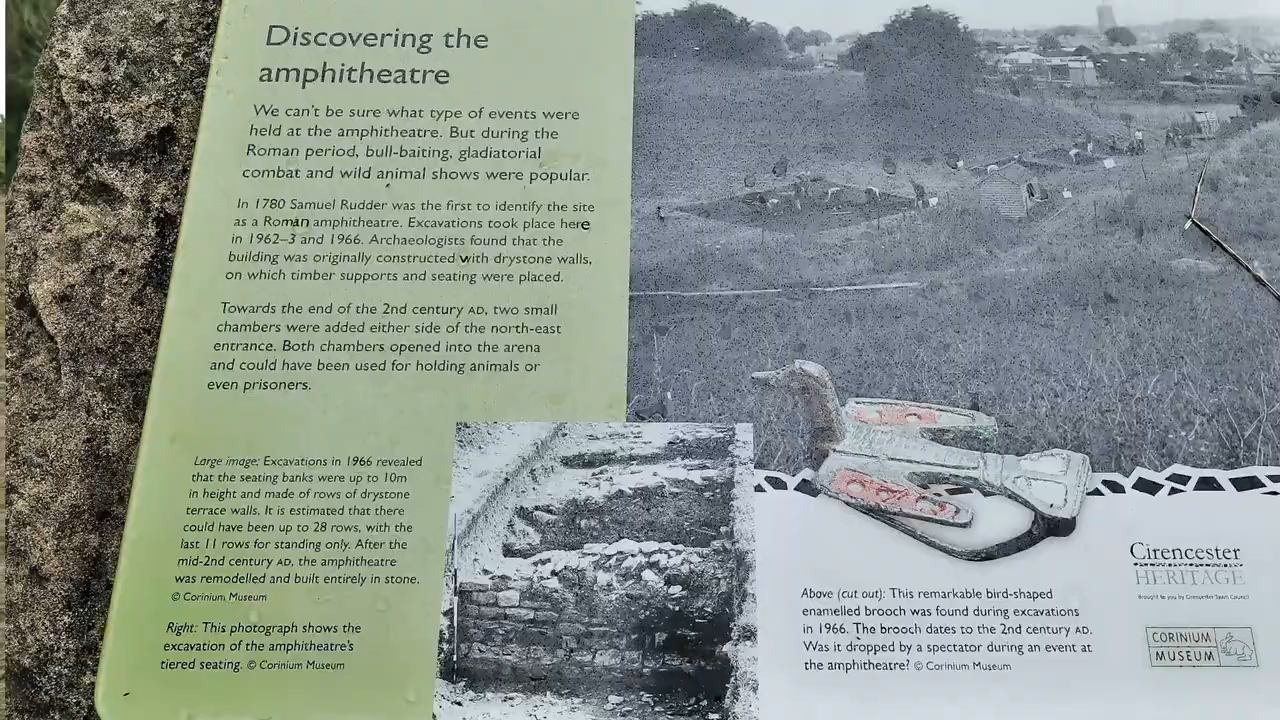 Discovering the
amphitheatre
We can't be sure what type of events were
held at the amphitheatre. But during the
Roman period, bull-baiting, gladiatorial
combat and wild animal shows were popular.
In 1780 Samuel Rudder was the first to identify the site
as a Roman amphitheatre. Excavations took place here
in 1962–3 and 1966. Archaeologists found that the
building was originally constructed with drystone walls,
on which timber supports and seating were placed.
Towards the end of the 2nd century AD, two small
chambers were added either side of the north-east
entrance. Both chambers opened into the arena
and could have been used for holding animals or
even prisoners.
Large image: Excavations in 1966 revealed
that the seating banks were up to 10m
in height and made of rows of drystone
terrace walls. It is estimated that there
could have been up to 28 rows, with the
last 11 rows for standing only. After the
mid-2nd century AD, the amphitheatre
was remodelled and built entirely in stone.
© Corinium Museum
Right: This photograph shows the
excavation of the amphitheatre's
tiered seating. © Corinium Museum
Above (cut out): This remarkable bird-shaped
enamelled brooch was found during excavations
in 1966. The brooch dates to the 2nd century AD.
Was it dropped by a spectator during an event at
the amphitheatre? © Corinium Museum
Cirencester
HERITAGE
Brought to you by Cirencester Town Council
CORINIUM
MUSEUM